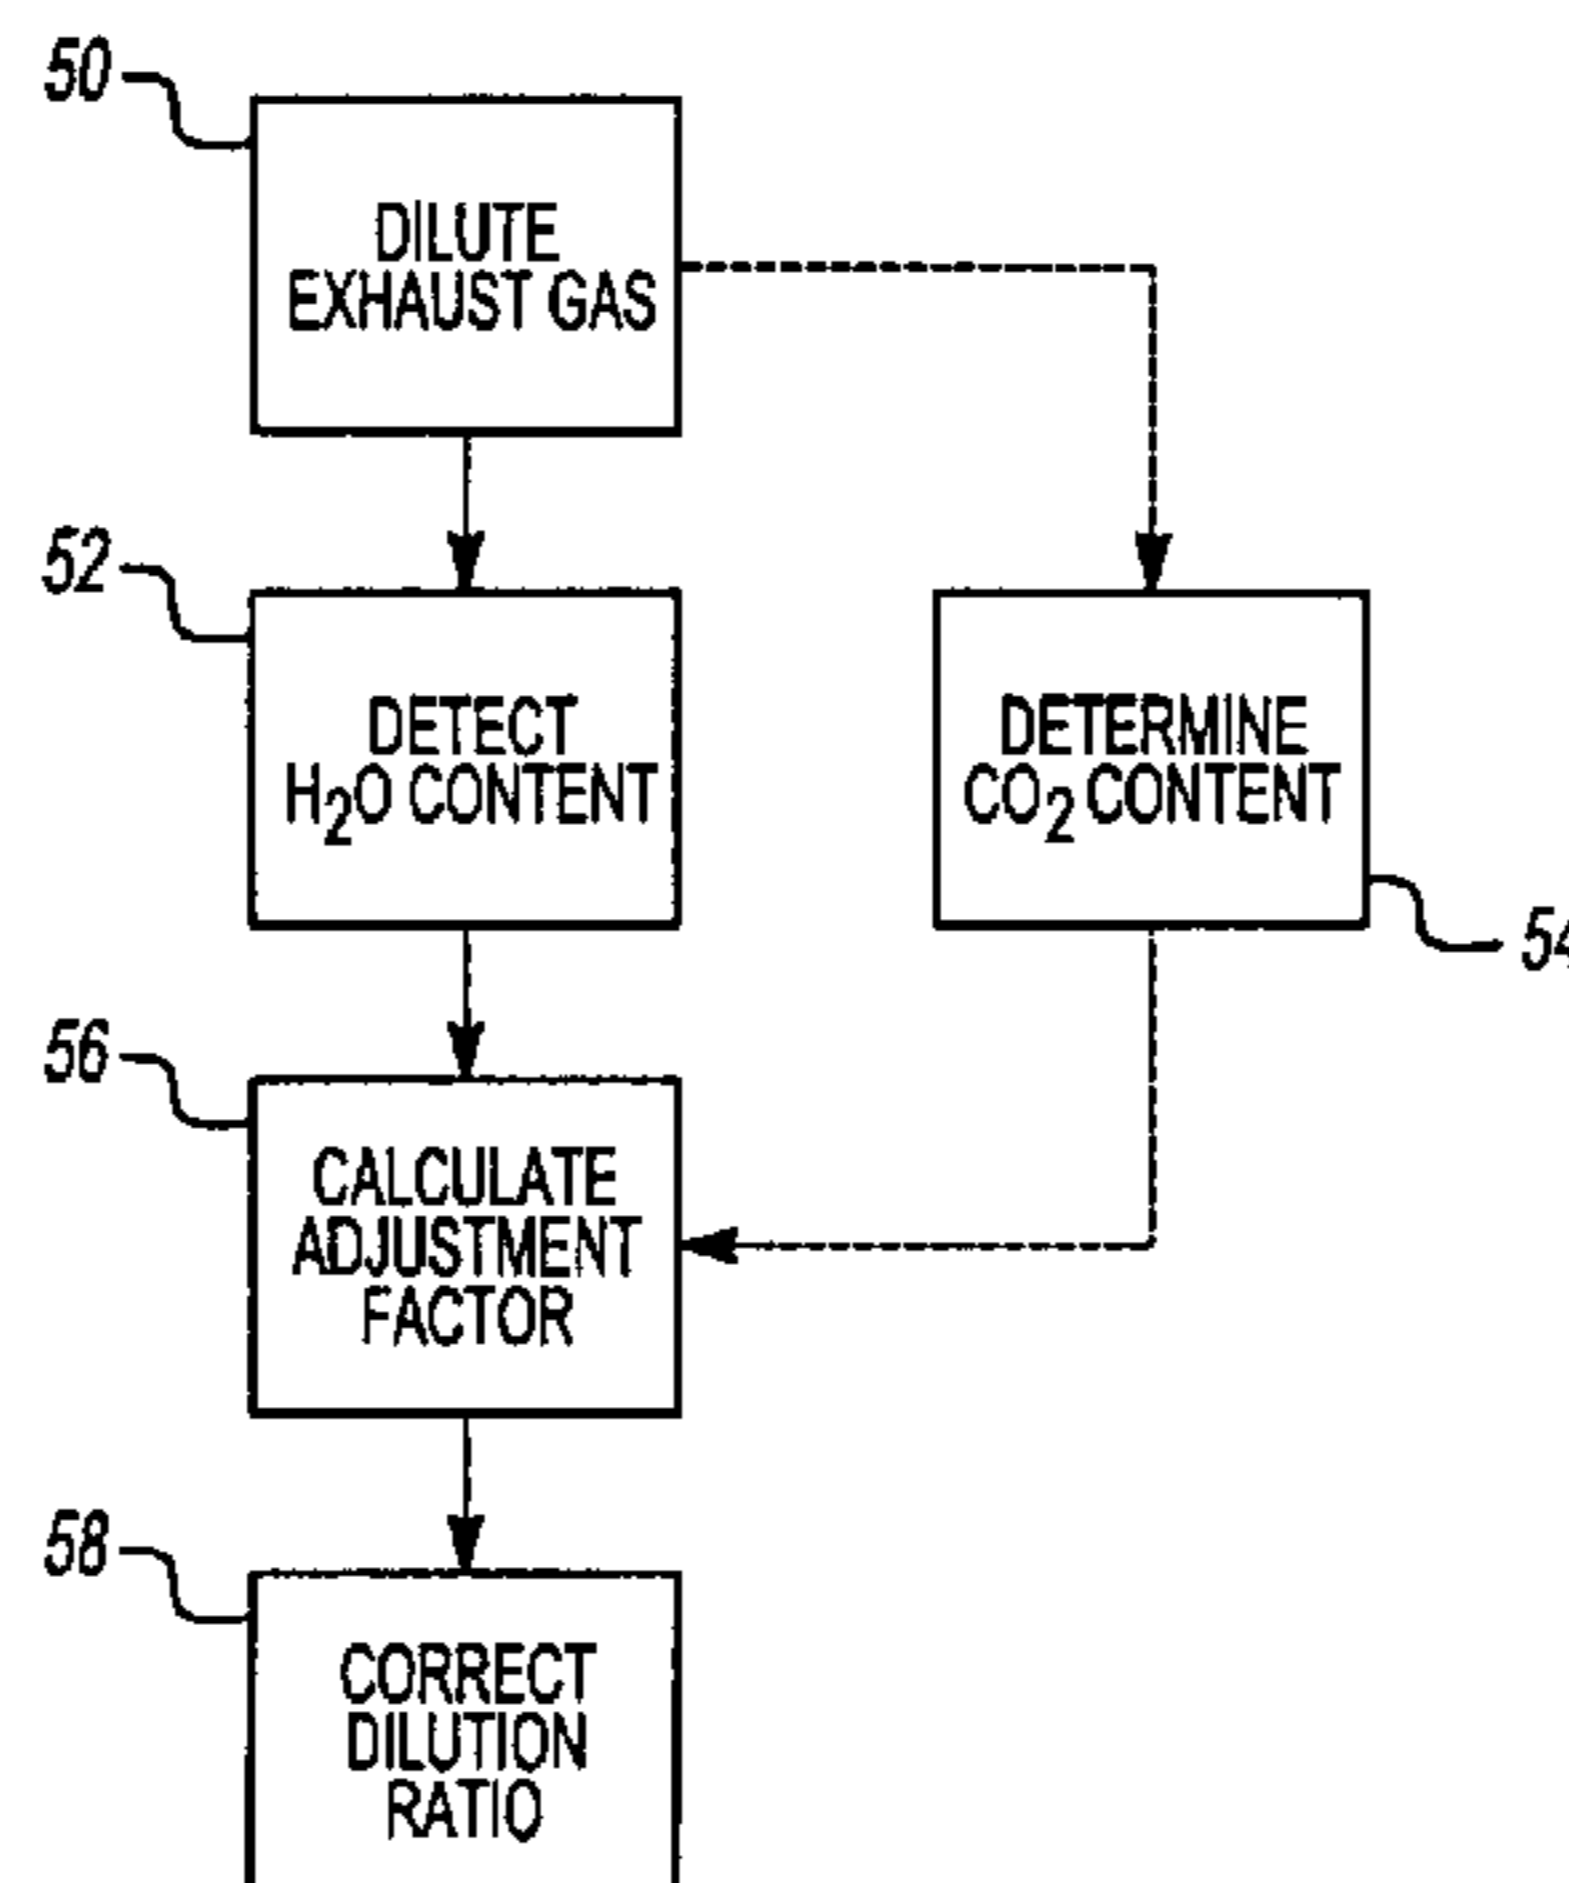 50
DILUTE
EXHAUST GAS
52
DETECT
H₂O CONTENT
DETERMINE
CO₂ CONTENT
54
56
CALCULATE
ADJUSTMENT
FACTOR
58
CORRECT
DILUTION
RATIO